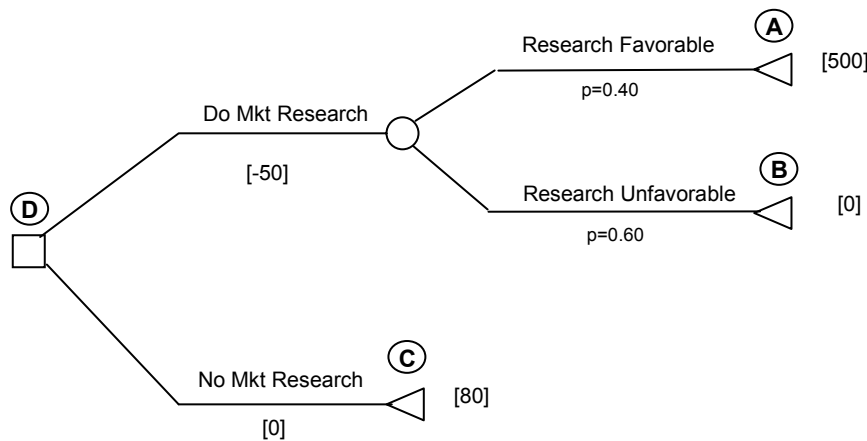 A
Research Favorable
[500]
p=0.40
Do Mkt Research
[-50]
B
Research Unfavorable
[0]
p=0.60
D
C
No Mkt Research
[80]
[0]